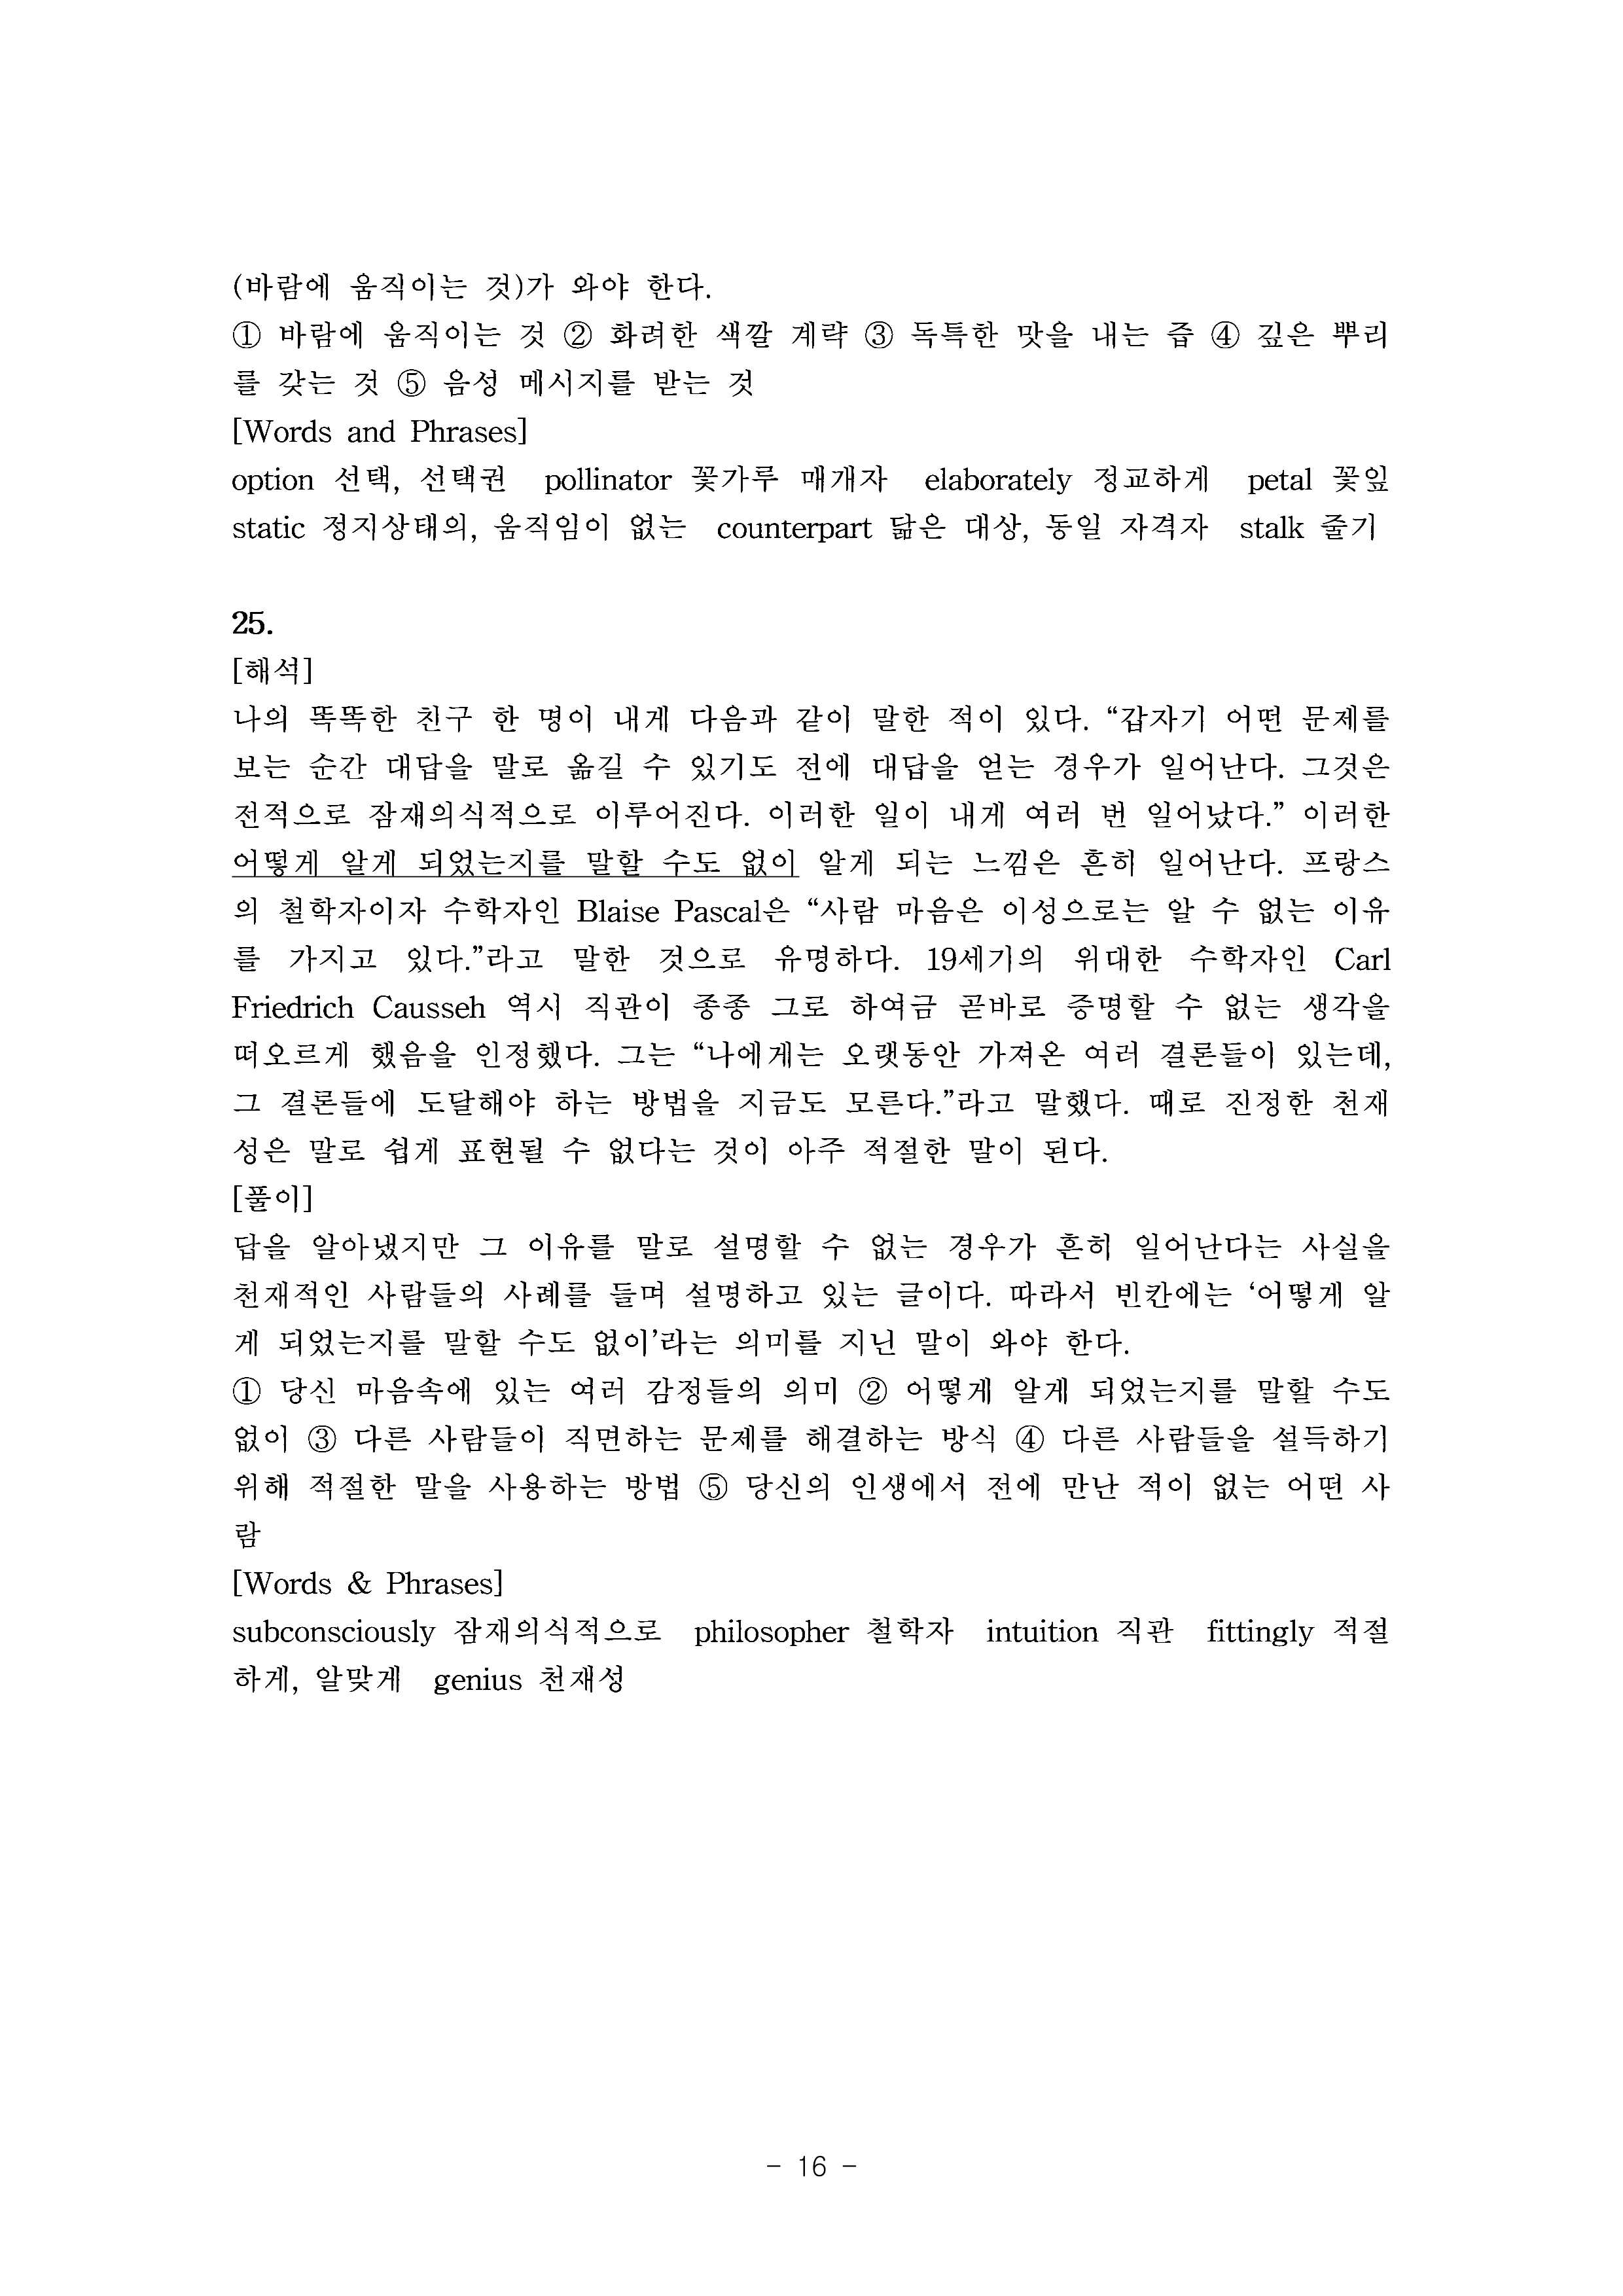 (바람에 움직이는 것)가 와야 한다.
① 바람에 움직이는 것 ② 화려한 색깔 계략 ③ 독특한 맛을 내는 즙 ④ 깊은 뿌리
를 갖는 것 ⑤ 음성 메시지를 받는 것
[Words and Phrases]
option 선택, 선택권 pollinator 꽃가루 매개자 elaborately 정교하게 petal 꽃잎
static 정지상태의, 움직임이 없는 counterpart 닮은 대상, 동일 자격자 stalk 줄기
25.
[해석]
나의 똑똑한 친구 한 명이 내게 다음과 같이 말한 적이 있다. “갑자기 어떤 문제를
보는 순간 대답을 말로 옮길 수 있기도 전에 대답을 얻는 경우가 일어난다. 그것은
전적으로 잠재의식적으로 이루어진다. 이러한 일이 내게 여러 번 일어났다.” 이러한
어떻게 알게 되었는지를 말할 수도 없이 알게 되는 느낌은 흔히 일어난다. 프랑스
의 철학자이자 수학자인 Blaise Pascal은 “사람 마음은 이성으로는 알 수 없는 이유
를 가지고 있다.”라고 말한 것으로 유명하다. 19세기의 위대한 수학자인 Carl
Friedrich Causseh 역시 직관이 종종 그로 하여금 곧바로 증명할 수 없는 생각을
떠오르게 했음을 인정했다. 그는 “나에게는 오랫동안 가져온 여러 결론들이 있는데,
그 결론들에 도달해야 하는 방법을 지금도 모른다.”라고 말했다. 때로 진정한 천재
성은 말로 쉽게 표현될 수 없다는 것이 아주 적절한 말이 된다.
[풀이]
답을 알아냈지만 그 이유를 말로 설명할 수 없는 경우가 흔히 일어난다는 사실을
천재적인 사람들의 사례를 들며 설명하고 있는 글이다. 따라서 빈칸에는 ‘어떻게 알
게 되었는지를 말할 수도 없이’라는 의미를 지닌 말이 와야 한다.
① 당신 마음속에 있는 여러 감정들의 의미 ② 어떻게 알게 되었는지를 말할 수도
없이 ③ 다른 사람들이 직면하는 문제를 해결하는 방식 ④ 다른 사람들을 설득하기
위해 적절한 말을 사용하는 방법 ⑤ 당신의 인생에서 전에 만난 적이 없는 어떤 사
람
[Words & Phrases]
subconsciously 잠재의식적으로 philosopher 철학자 intuition 직관 fittingly 적절
하게, 알맞게 genius 천재성
- 16 -